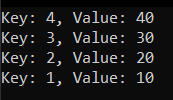 Key: 4, Value: 40
Key: 3, Value: 30
Key: 2, Value: 20
Key: 1, Value: 10